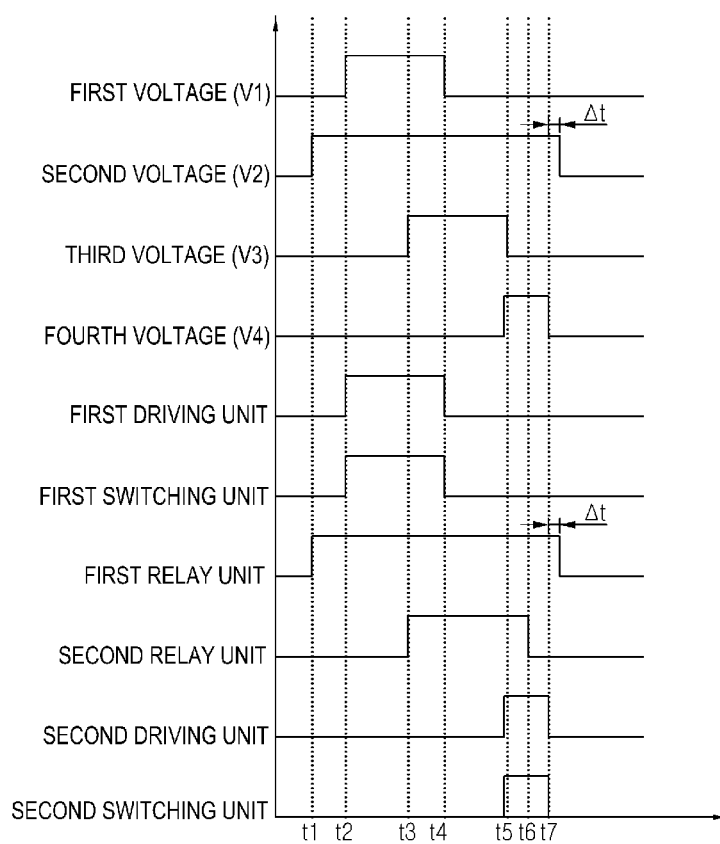 FIRST VOLTAGE (V1)
Δt
SECOND VOLTAGE (V2)
THIRD VOLTAGE (V3)
FOURTH VOLTAGE (V4)
FIRST DRIVING UNIT
FIRST SWITCHING UNIT
Δt
FIRST RELAY UNIT
SECOND RELAY UNIT
SECOND DRIVING UNIT
SECOND SWITCHING UNIT
t1 t2 t3 t4 t5 t6 t7